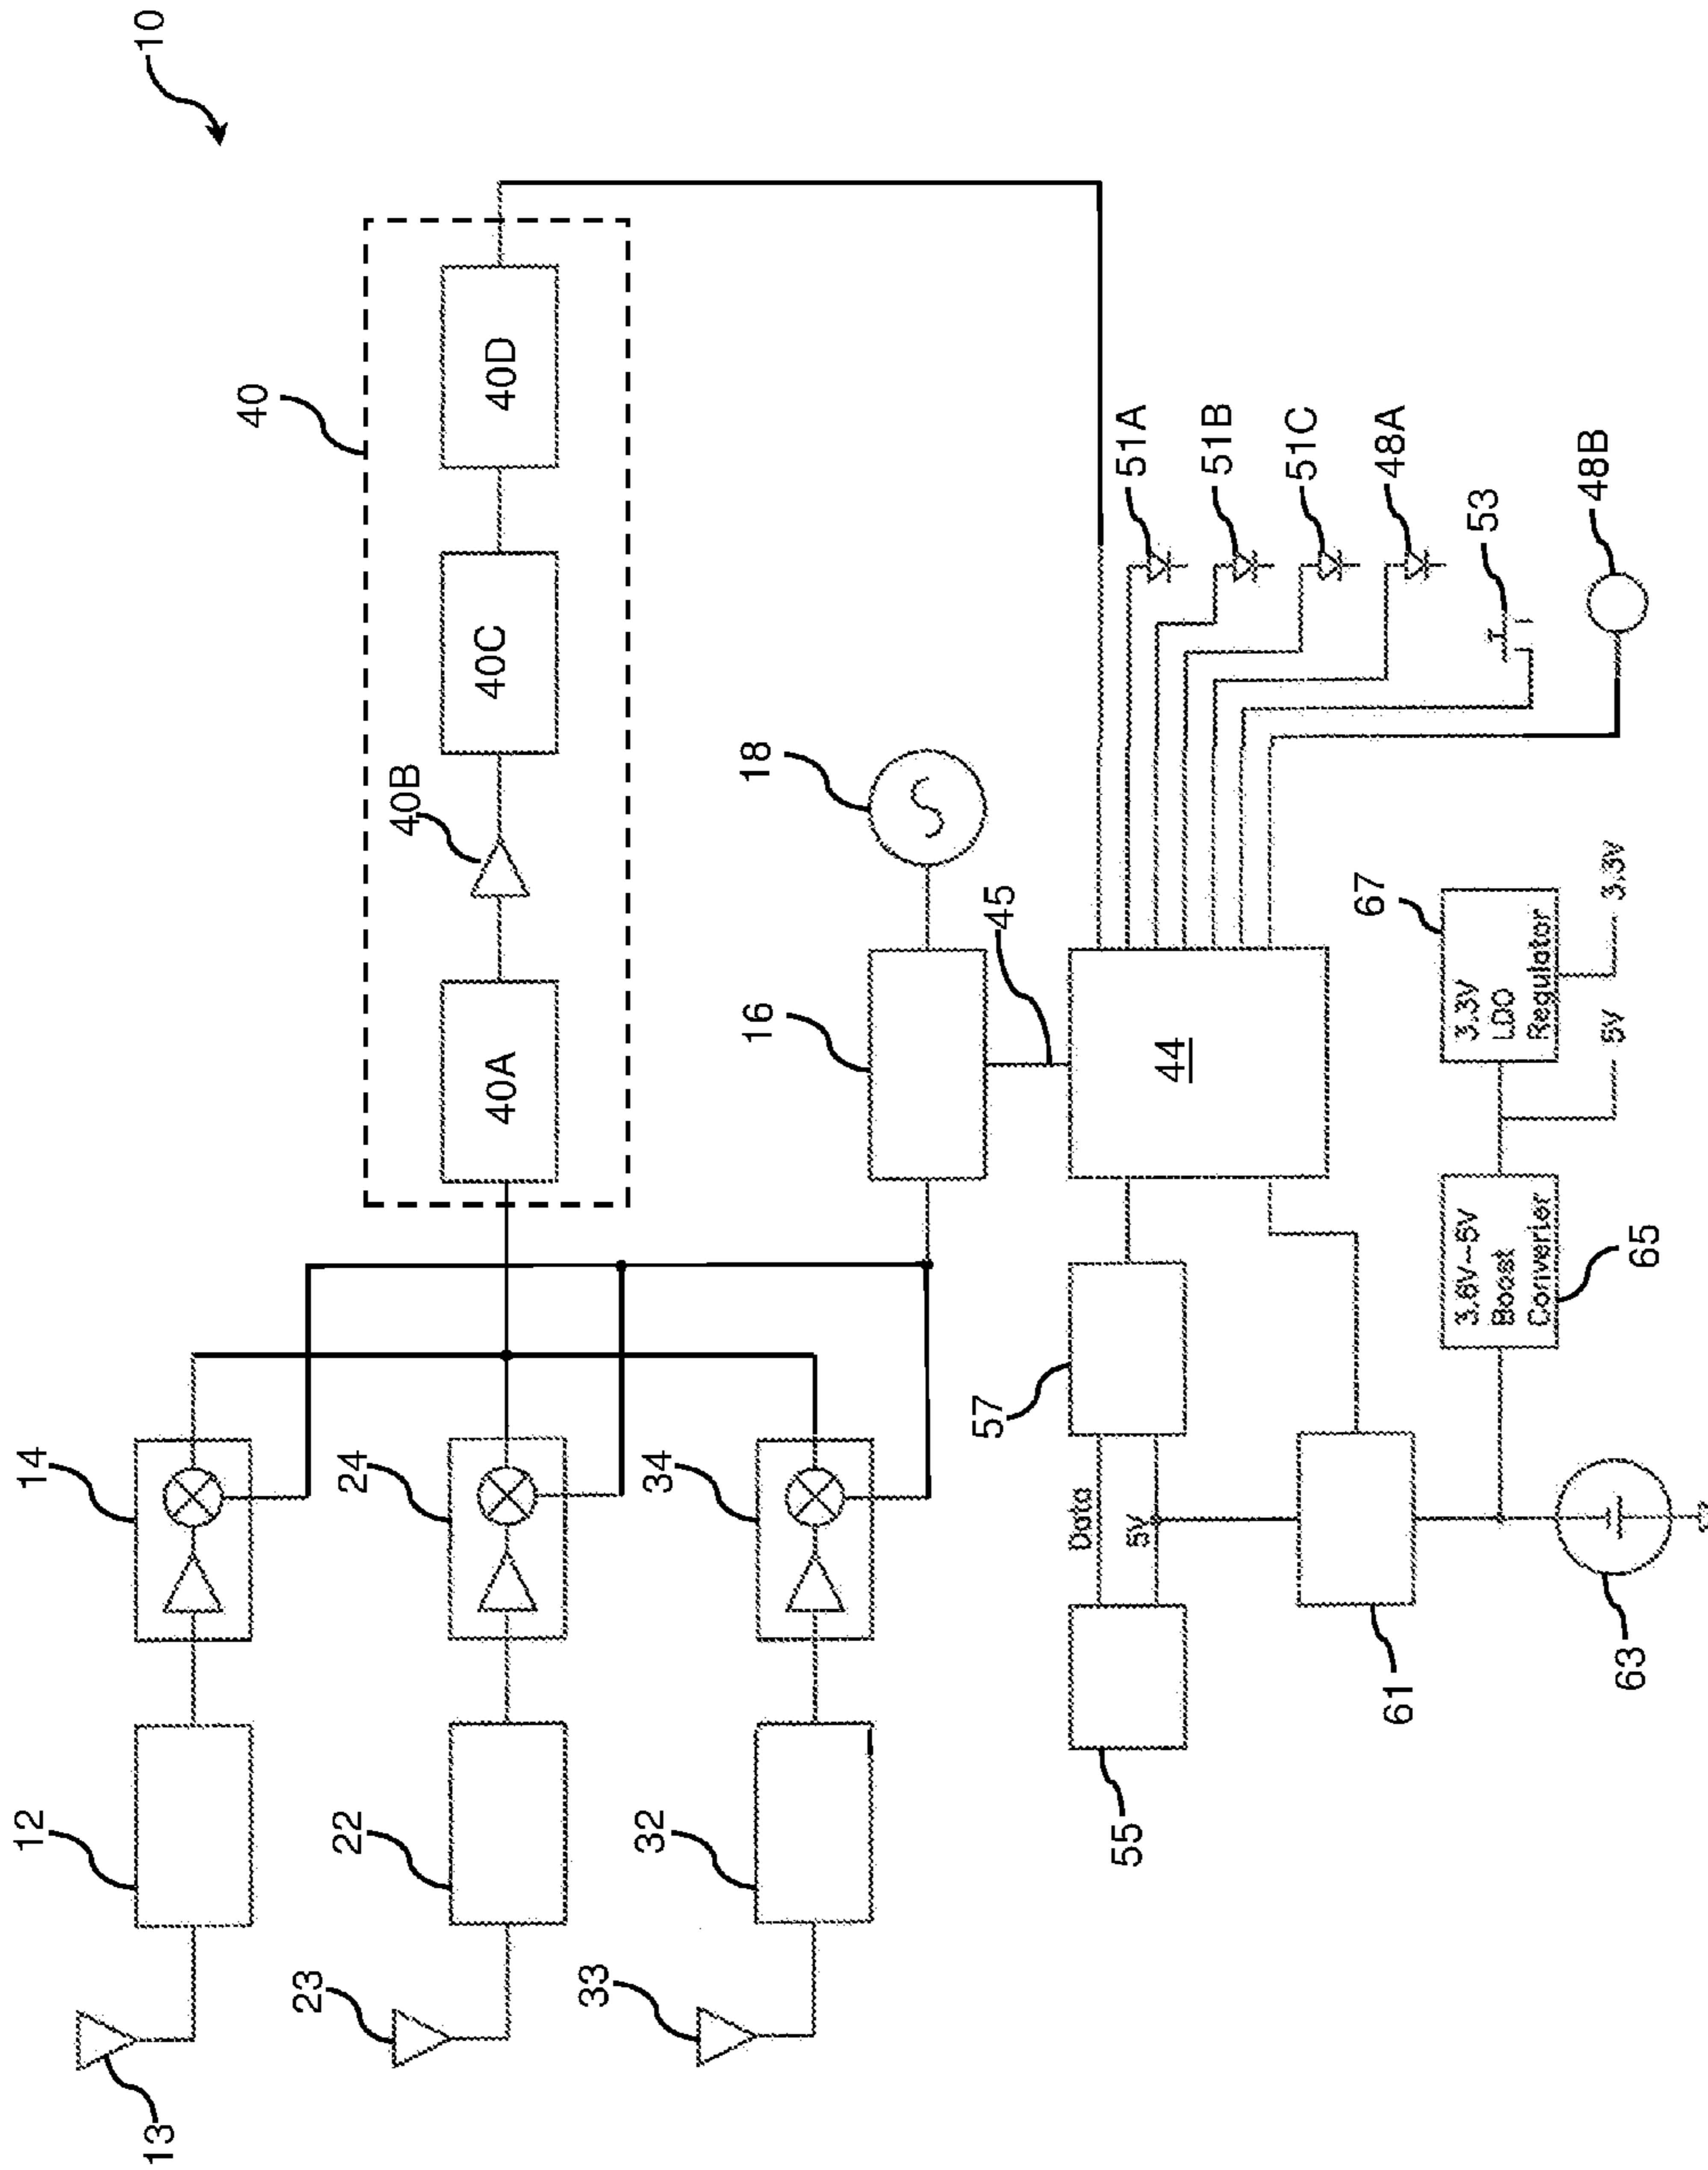 10
40
40A
40B
40C
40D
14
12
13
24
22
23
34
32
33
18
16
45
44
51A
51B
51C
48A
53
48B
57
Data
5V
55
61
63
3.6V-5V
Boost
Converter
65
67
3.3V
LDO
Regulator
5V
3.3V